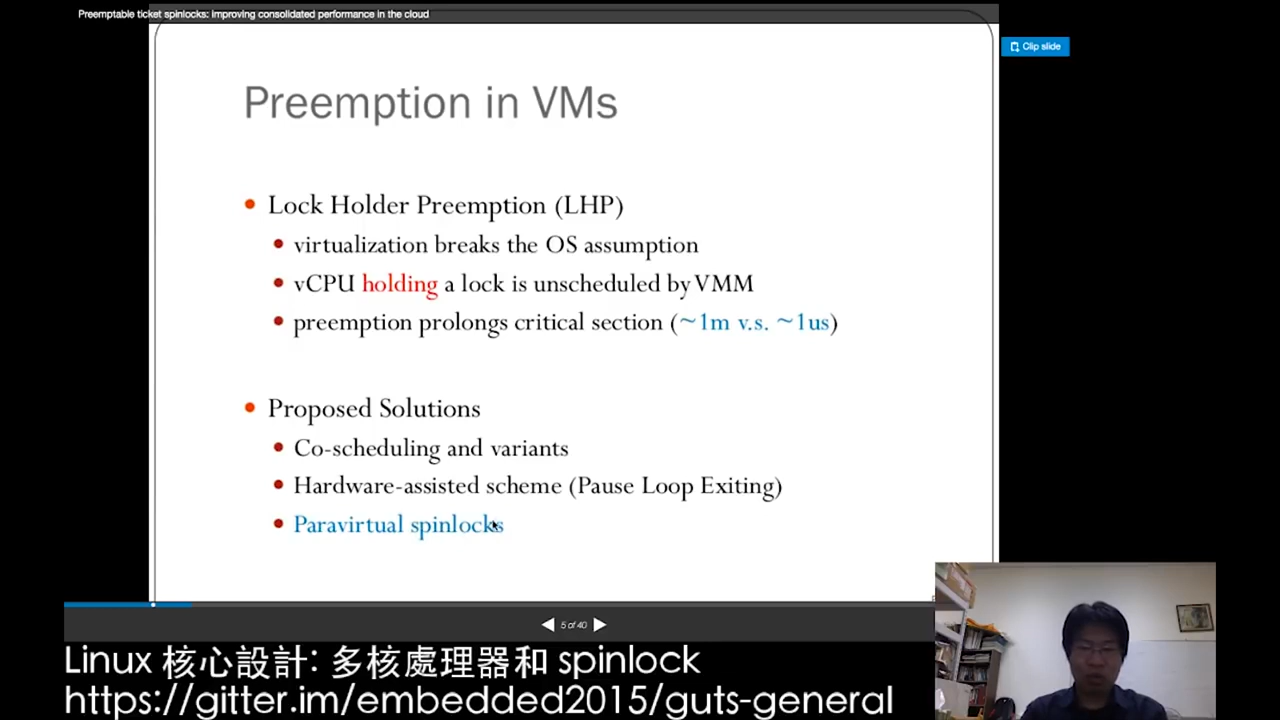 Preemptable ticket spinlocks: improving consolidated performance in the cloud
Clip slide
Preemption in VMs
Lock Holder Preemption (LHP)
virtualization breaks the OS assumption
vCPU holding a lock is unscheduled by VMM
preemption prolongs critical section (~1m v.s. ~1us)
Proposed Solutions
Co-scheduling and variants
Hardware-assisted scheme (Pause Loop Exiting)
Paravirtual spinlocks
5 of 40
Linux 核心設計: 多核處理器和 spinlock
https://gitter.im/embedded2015/guts-general